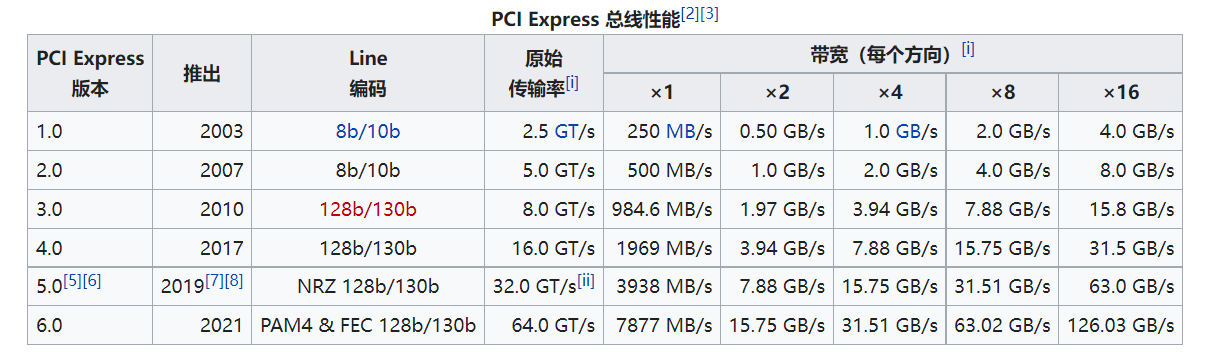 PCI Express 总线性能[2][3]
PCI Express 版本 推出 Line 编码 原始 传输率[i] 带宽（每个方向）[i]
×1 ×2 ×4 ×8 ×16
1.0 2003 8b/10b 2.5 GT/s 250 MB/s 0.50 GB/s 1.0 GB/s 2.0 GB/s 4.0 GB/s
2.0 2007 8b/10b 5.0 GT/s 500 MB/s 1.0 GB/s 2.0 GB/s 4.0 GB/s 8.0 GB/s
3.0 2010 128b/130b 8.0 GT/s 984.6 MB/s 1.97 GB/s 3.94 GB/s 7.88 GB/s 15.8 GB/s
4.0 2017 128b/130b 16.0 GT/s 1969 MB/s 3.94 GB/s 7.88 GB/s 15.75 GB/s 31.5 GB/s
5.0[5][6] 2019[7][8] NRZ 128b/130b 32.0 GT/s[ii] 3938 MB/s 7.88 GB/s 15.75 GB/s 31.51 GB/s 63.0 GB/s
6.0 2021 PAM4 & FEC 128b/130b 64.0 GT/s 7877 MB/s 15.75 GB/s 31.51 GB/s 63.02 GB/s 126.03 GB/s